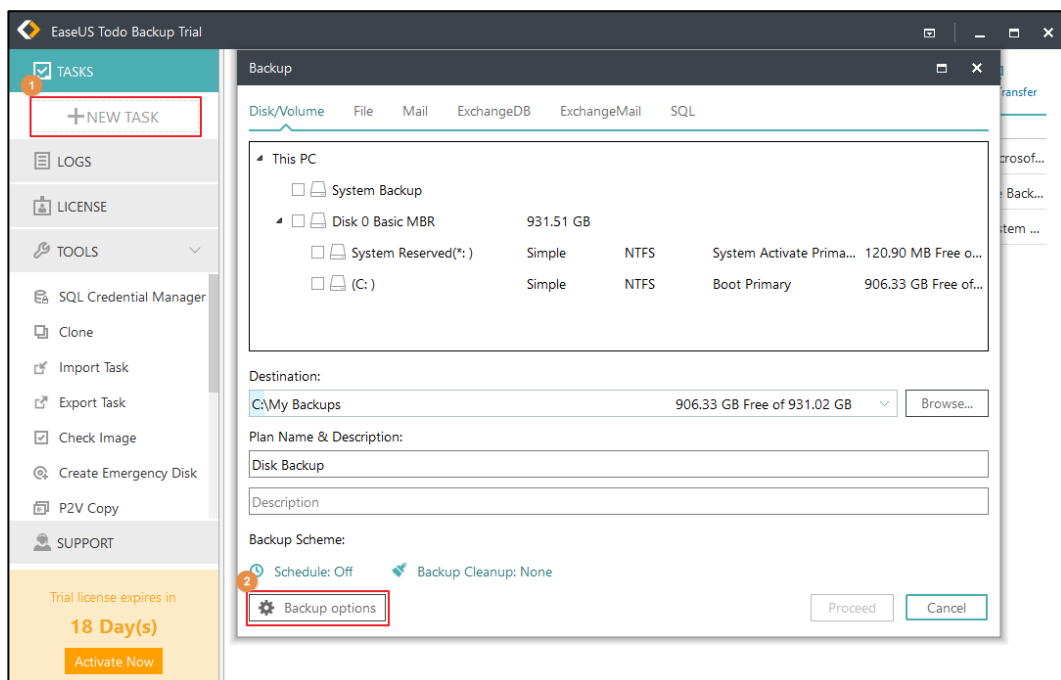 EaseUS Todo Backup Trial
TASKS
1
NEW TASK
LOGS
LICENSE
TOOLS
SQL Credential Manager
Clone
Import Task
Export Task
Check Image
Create Emergency Disk
P2V Copy
SUPPORT
Trial license expires in
18 Day(s)
Activate Now
Backup
Disk/Volume File Mail ExchangeDB ExchangeMail SQL
This PC
System Backup
Disk 0 Basic MBR 931.51 GB
System Reserved(*: ) Simple NTFS System Activate Prima... 120.90 MB Free o...
(C: ) Simple NTFS Boot Primary 906.33 GB Free of...
Destination:
C:\My Backups 906.33 GB Free of 931.02 GB Browse...
Plan Name & Description:
Disk Backup
Description
Backup Scheme:
Schedule: Off Backup Cleanup: None
2
Backup options Proceed Cancel
ransfer
crosof...
Back...
stem ...